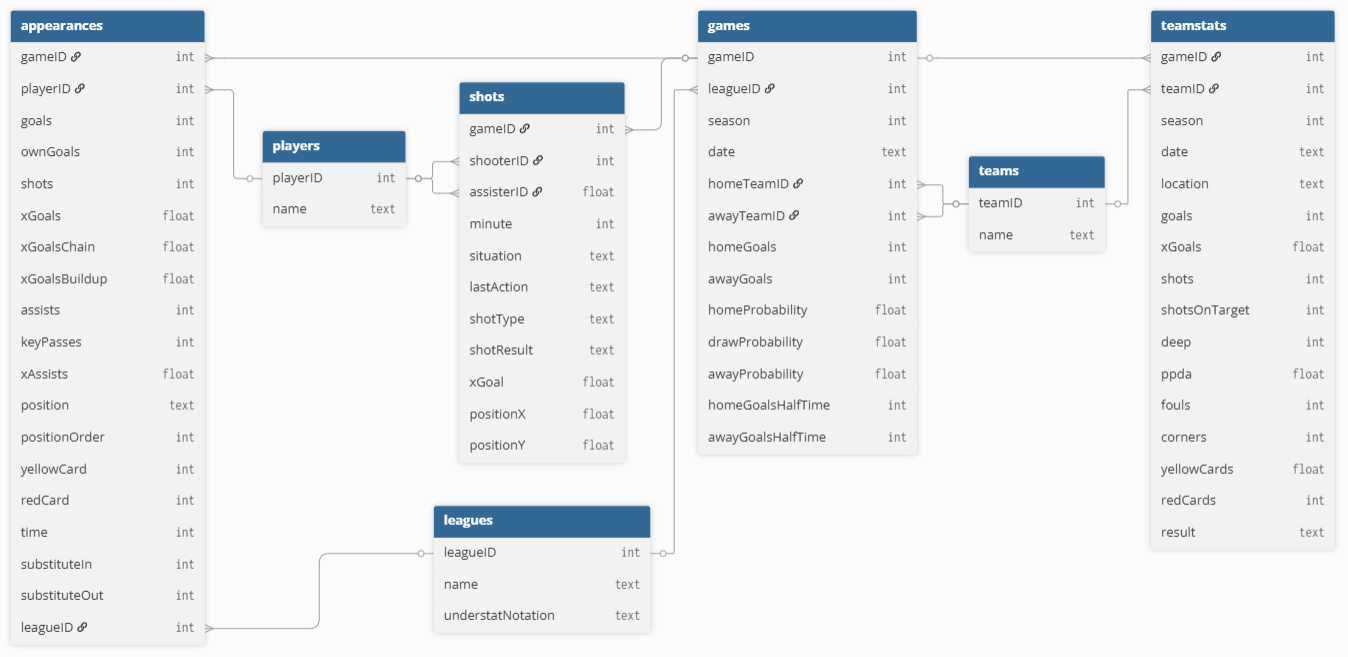 appearances
gameID int
playerID int
goals int
ownGoals int
shots int
xGoals float
xGoalsChain float
xGoalsBuildup float
assists int
keyPasses int
xAssists float
position text
positionOrder int
yellowCard int
redCard int
time int
substituteIn int
substituteOut int
leagueID int
players
playerID int
name text
shots
gameID int
shooterID int
assisterID float
minute int
situation text
lastAction text
shotType text
shotResult text
xGoal float
positionX float
positionY float
leagues
leagueID int
name text
understatNotation text
games
gameID int
leagueID int
season int
date text
homeTeamID int
awayTeamID int
homeGoals int
awayGoals int
homeProbability float
drawProbability float
awayProbability float
homeGoalsHalfTime int
awayGoalsHalfTime int
teams
teamID int
name text
teamstats
gameID int
teamID int
season int
date text
location text
goals int
xGoals float
shots int
shotsOnTarget int
deep int
ppda float
fouls int
corners int
yellowCards float
redCards int
result text